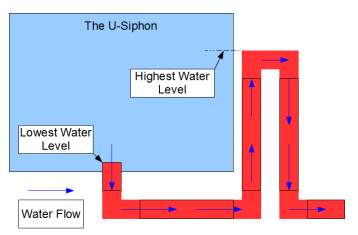 The U-Siphon
Highest Water
Level
Lowest Water
Level
Water Flow